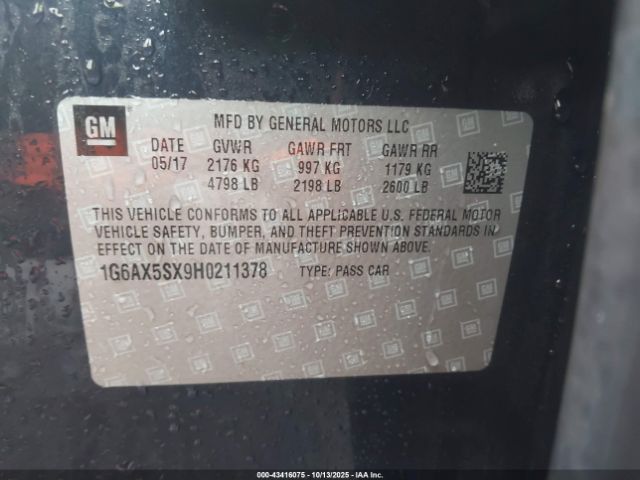 GM
MFD BY GENERAL MOTORS LLC
DATE GVWR GAWR FRT GAWR RR
05/17 2176 KG 997 KG 1179 KG
4798 LB 2198 LB 2600 LB
THIS VEHICLE CONFORMS TO ALL APPLICABLE U.S. FEDERAL MOTOR
VEHICLE SAFETY, BUMPER, AND THEFT PREVENTION STANDARDS IN
EFFECT ON THE DATE OF MANUFACTURE SHOWN ABOVE.
1G6AX5SX9H0211378 TYPE: PASS CAR
000-43416075 | 10/13/2025 | IAA Inc.